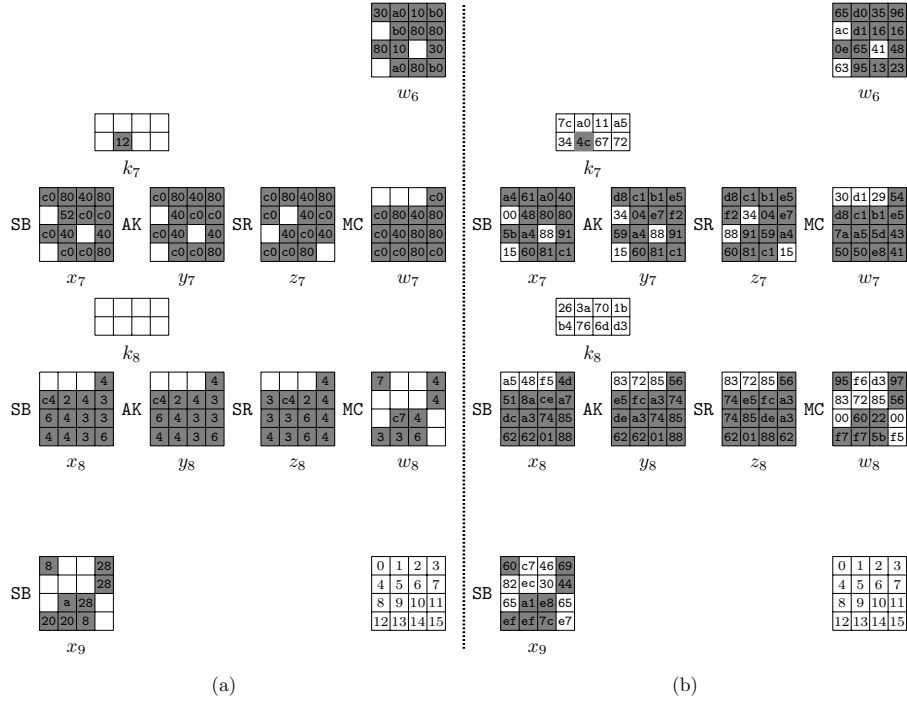 30 a0 10 b0 65 d0 35 96
b0 80 80 ac d1 16 16
80 10 30 0e 65 41 48
a0 80 b0 63 95 13 23
w6 w6
7c a0 11 a5
12 34 4c 67 72
k7 k7
c0 80 40 80 c0 80 40 80 c0 80 40 80 c0 a4 61 a0 40 d8 c1 b1 e5 d8 c1 b1 e5 30 d1 29 54
SB 52 c0 c0 AK 40 c0 c0 SR c0 40 c0 MC c0 80 40 80 SB 00 48 80 80 AK 34 04 e7 f2 SR f2 34 04 e7 MC d8 c1 b1 e5
c0 40 40 c0 40 40 40 c0 40 c0 40 80 80 5b a4 88 91 59 a4 88 91 88 91 59 a4 7a a5 5d 43
c0 c0 80 c0 c0 80 c0 c0 80 c0 c0 80 c0 15 60 81 c1 15 60 81 c1 60 81 c1 15 50 50 e8 41
x7 y7 z7 w7 x7 y7 z7 w7
26 3a 70 1b
b4 76 6d d3
k8 k8
4 4 4 7 4 a5 48 f5 4d 83 72 85 56 83 72 85 56 95 f6 d3 97
SB c4 2 4 3 AK c4 2 4 3 SR 3 c4 2 4 MC 4 SB 51 8a ce a7 AK e5 fc a3 74 SR 74 e5 fc a3 MC 83 72 85 56
6 4 3 3 6 4 3 3 3 3 6 4 c7 4 dc a3 74 85 de a3 74 85 74 85 de a3 00 60 22 00
4 4 3 6 4 4 3 6 4 3 6 4 3 3 6 62 62 01 88 62 62 01 88 62 01 88 62 f7 f7 5b f5
x8 y8 z8 w8 x8 y8 z8 w8
8 28 0 1 2 3 60 c7 46 69 0 1 2 3
SB 28 4 5 6 7 SB 82 ec 30 44 4 5 6 7
a 28 8 9 10 11 65 a1 e8 65 8 9 10 11
20 20 8 12 13 14 15 ef ef 7c e7 12 13 14 15
x9 x9
(a) (b)